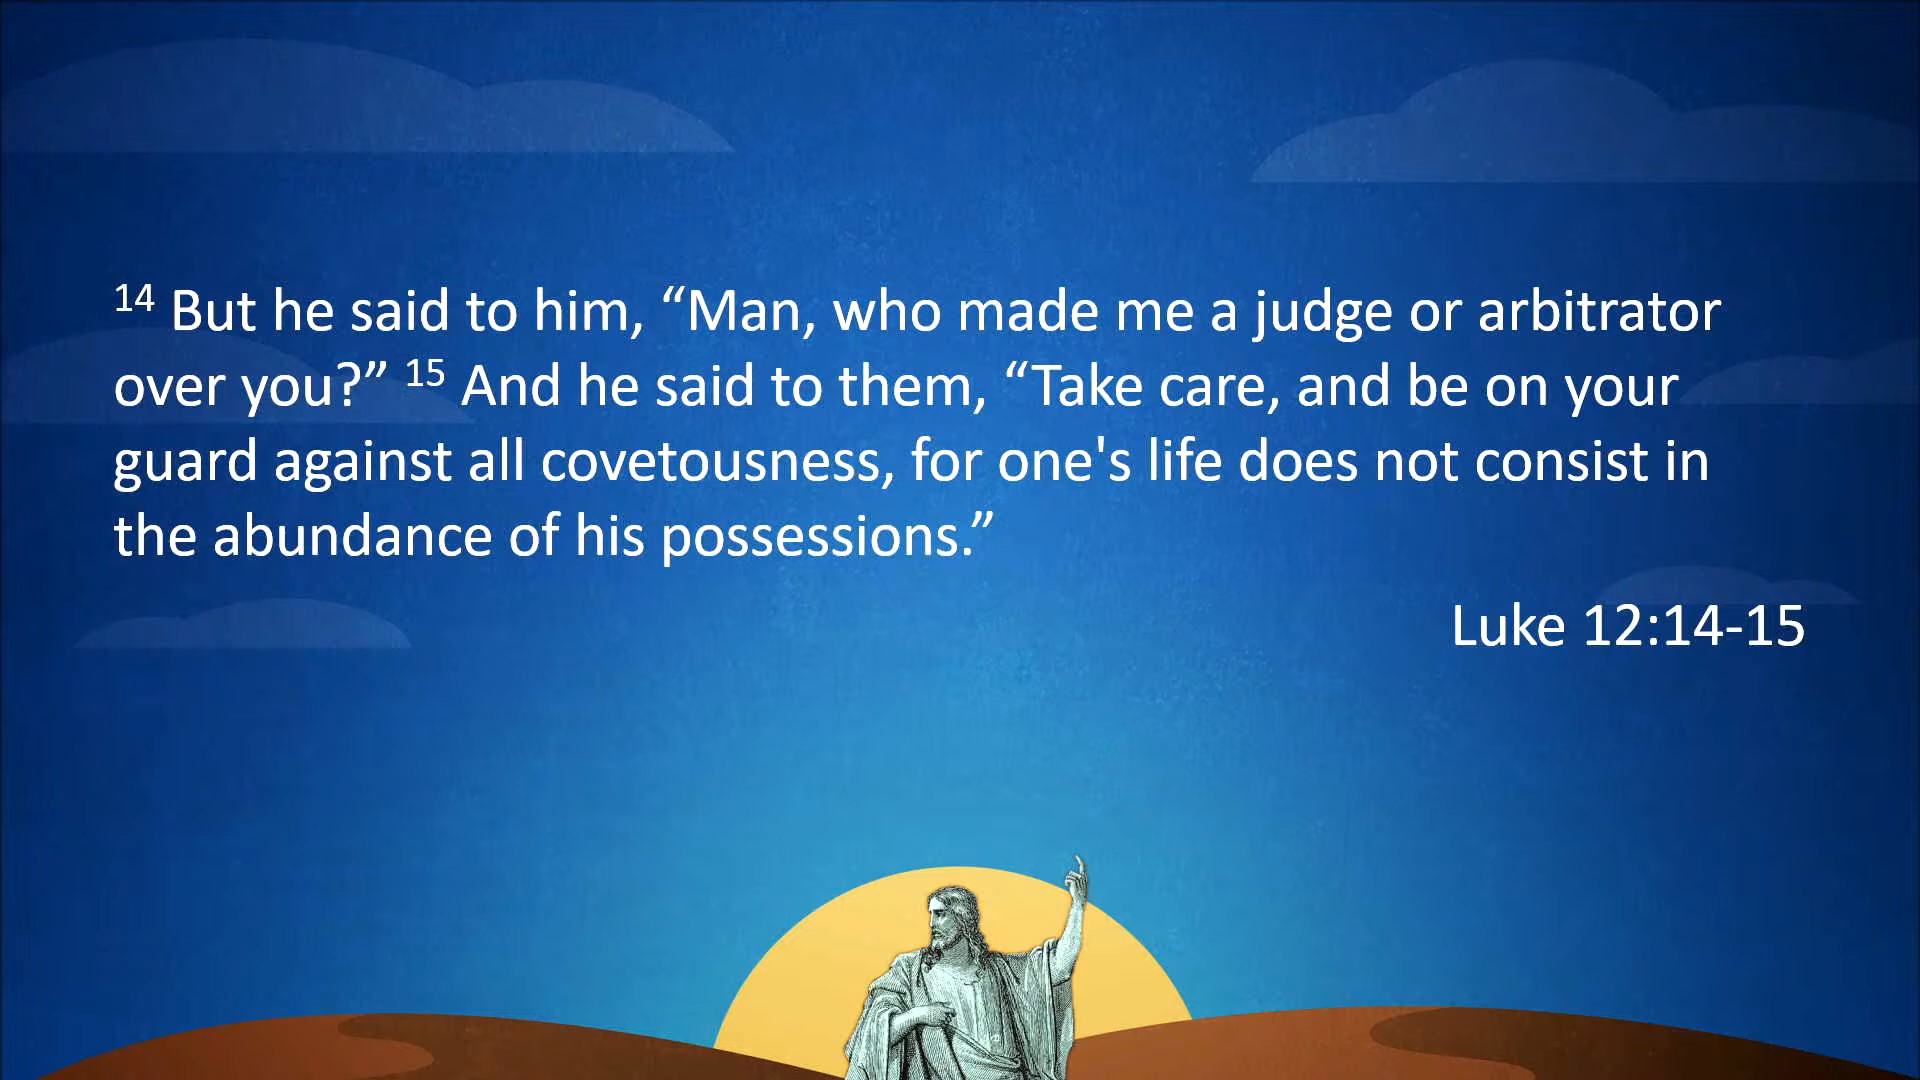 14 But he said to him, “Man, who made me a judge or arbitrator
over you?” 15 And he said to them, “Take care, and be on your
guard against all covetousness, for one's life does not consist in
the abundance of his possessions.”
Luke 12:14-15